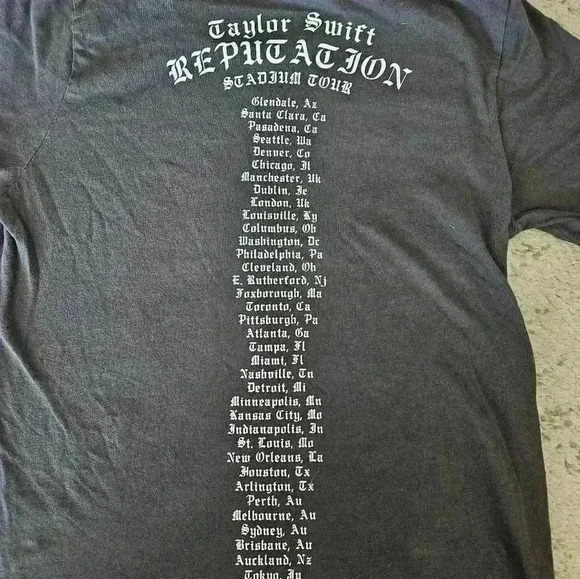 Taylor Swift
REPUTATION
STADIUM TOUR
Glendale, Az
Santa Clara, Ca
Pasadena, Ca
Seattle, Wa
Denver, Co
Chicago, Il
Manchester, Uk
Dublin, Ie
London, Uk
Louisville, Ky
Columbus, Oh
Washington, Dc
Philadelphia, Pa
Cleveland, Oh
E. Rutherford, Nj
Foxborough, Ma
Toronto, Ca
Pittsburgh, Pa
Atlanta, Ga
Tampa, Fl
Miami, Fl
Nashville, Tn
Detroit, Mi
Minneapolis, Mn
Kansas City, Mo
Indianapolis, In
St. Louis, Mo
New Orleans, La
Houston, Tx
Arlington, Tx
Perth, Au
Melbourne, Au
Sydney, Au
Brisbane, Au
Auckland, Nz
Tokyo, Jp